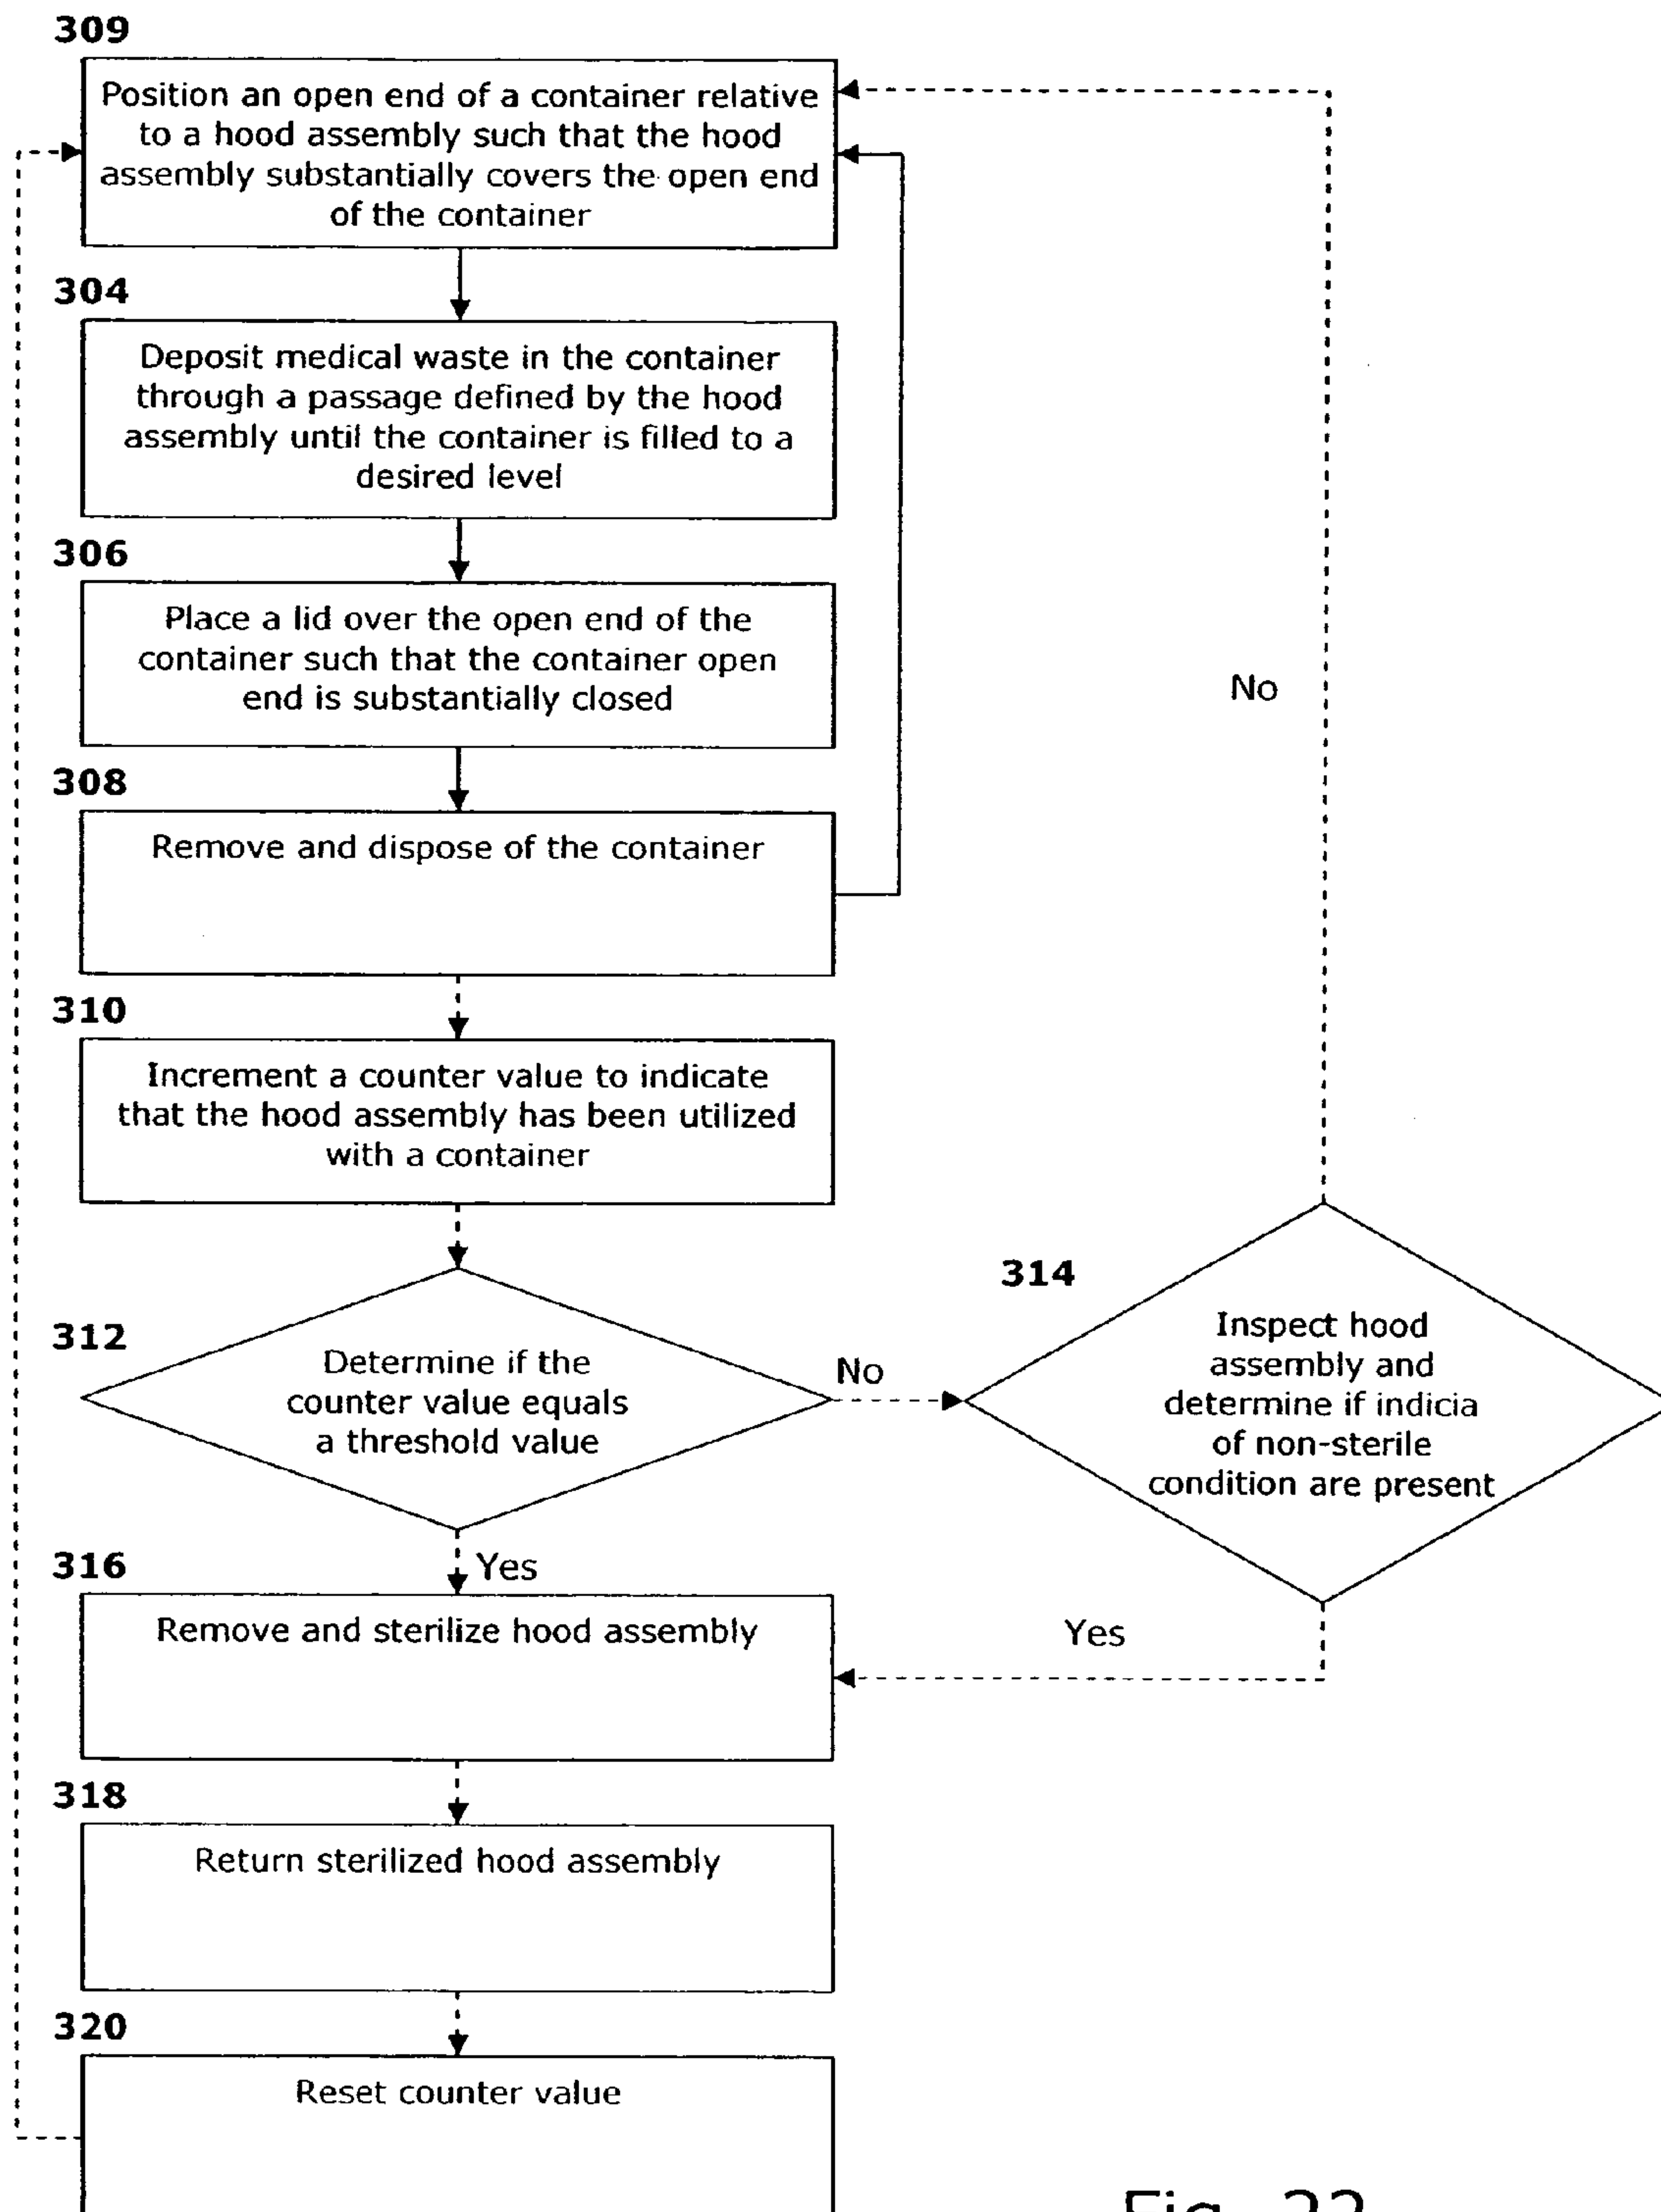 309
Position an open end of a container relative
to a hood assembly such that the hood
assembly substantially covers the open end
of the container
304
Deposit medical waste in the container
through a passage defined by the hood
assembly until the container is filled to a
desired level
306
Place a lid over the open end of the
container such that the container open
end is substantially closed
No
308
Remove and dispose of the container
310
Increment a counter value to indicate
that the hood assembly has been utilized
with a container
312
Determine if the
counter value equals
a threshold value
No
314
Inspect hood
assembly and
determine if indicia
of non-sterile
condition are present
Yes
316
Remove and sterilize hood assembly
Yes
318
Return sterilized hood assembly
320
Reset counter value